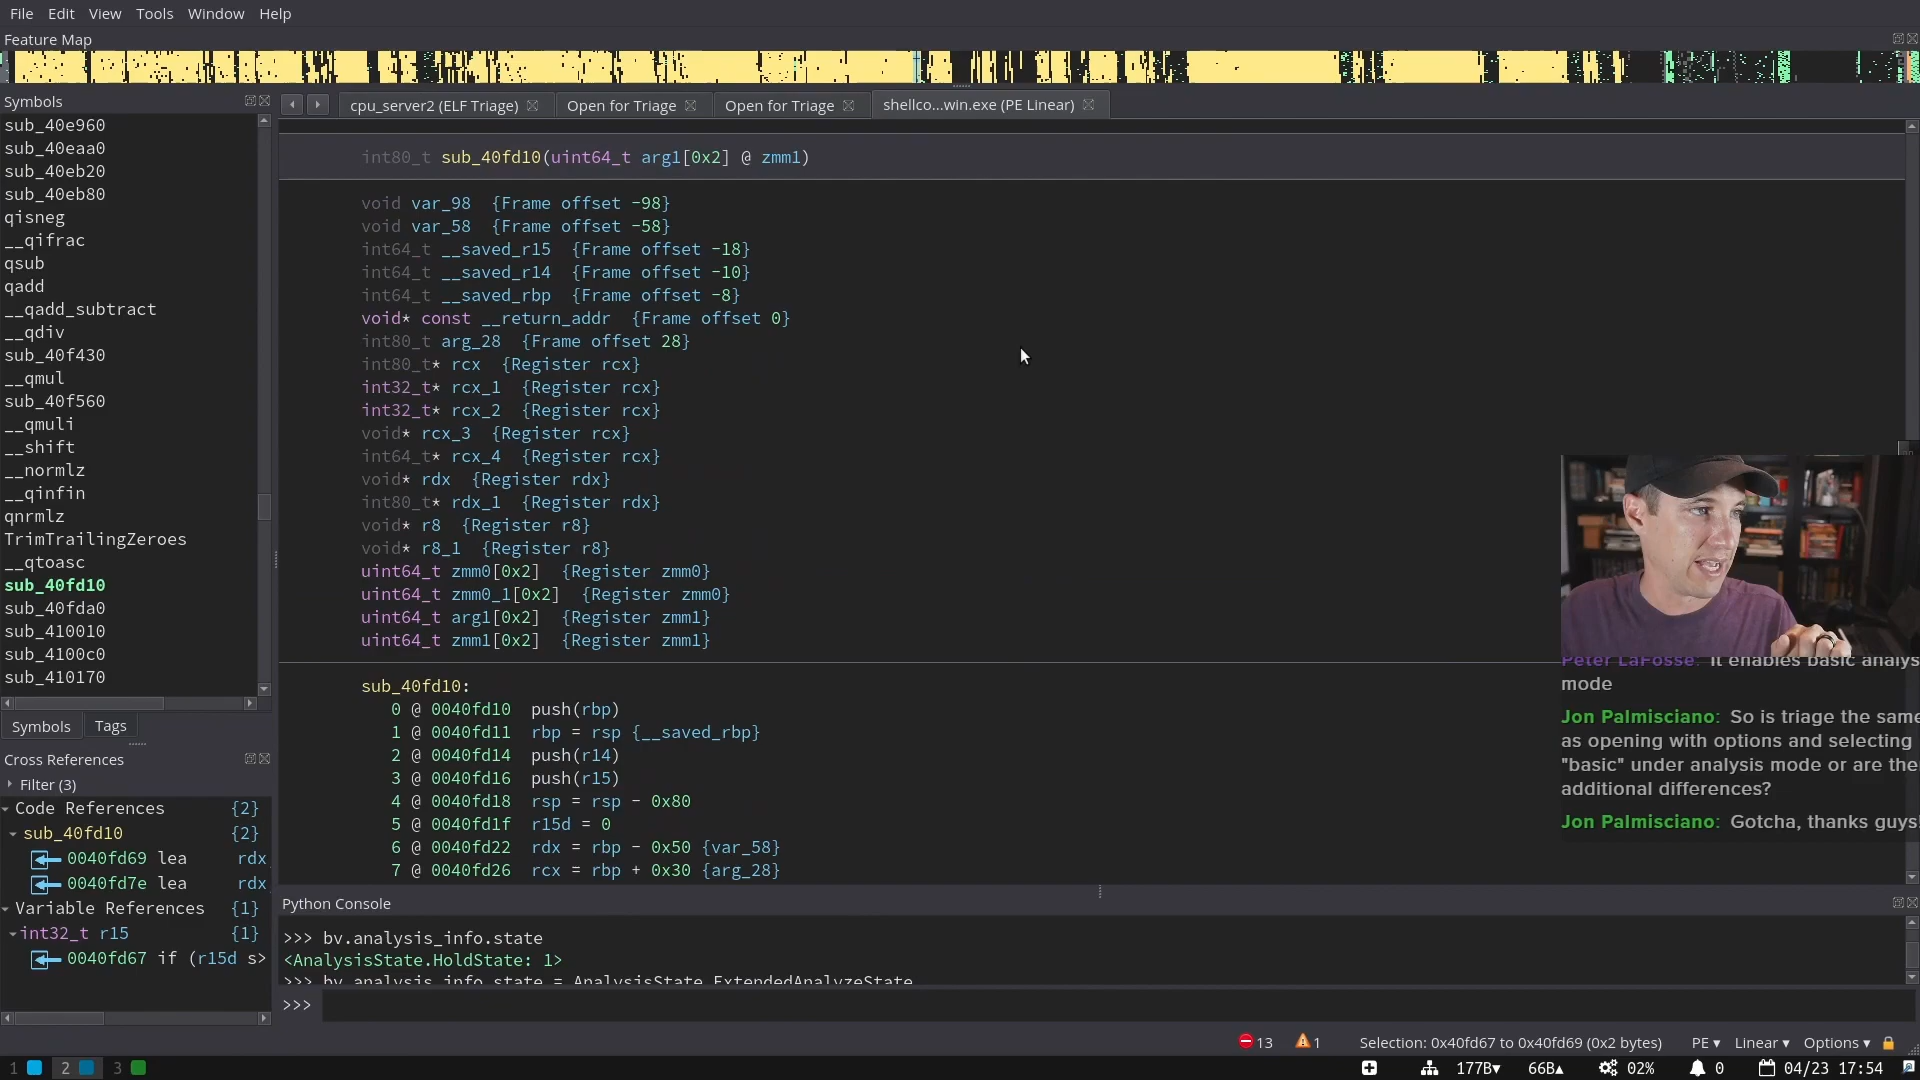 File Edit View Tools Window Help
Feature Map
Symbols
sub_40e960
sub_40eaa0
sub_40eb20
sub_40eb80
qisneg
__qifrac
qsub
qadd
__qadd_subtract
__qdiv
sub_40f430
__qmul
sub_40f560
__qmuli
__shift
__normlz
__qinfin
qnrmlz
TrimTrailingZeroes
__qtoasc
sub_40fd10
sub_40fda0
sub_410010
sub_4100c0
sub_410170
Symbols Tags
Cross References
Filter (3)
Code References {2}
sub_40fd10 {2}
0040fd69 lea rdx
0040fd7e lea rdx
Variable References {1}
int32_t r15 {1}
0040fd67 if (r15d s>
cpu_server2 (ELF Triage) Open for Triage Open for Triage shellco...win.exe (PE Linear)
int80_t sub_40fd10(uint64_t arg1[0x2] @ zmm1)
void var_98 {Frame offset -98}
void var_58 {Frame offset -58}
int64_t __saved_r15 {Frame offset -18}
int64_t __saved_r14 {Frame offset -10}
int64_t __saved_rbp {Frame offset -8}
void* const __return_addr {Frame offset 0}
int80_t arg_28 {Frame offset 28}
int80_t* rcx {Register rcx}
int32_t* rcx_1 {Register rcx}
int32_t* rcx_2 {Register rcx}
void* rcx_3 {Register rcx}
int64_t* rcx_4 {Register rcx}
void* rdx {Register rdx}
int80_t* rdx_1 {Register rdx}
void* r8 {Register r8}
void* r8_1 {Register r8}
uint64_t zmm0[0x2] {Register zmm0}
uint64_t zmm0_1[0x2] {Register zmm0}
uint64_t arg1[0x2] {Register zmm1}
uint64_t zmm1[0x2] {Register zmm1}
sub_40fd10:
0 @ 0040fd10 push(rbp)
1 @ 0040fd11 rbp = rsp {__saved_rbp}
2 @ 0040fd14 push(r14)
3 @ 0040fd16 push(r15)
4 @ 0040fd18 rsp = rsp - 0x80
5 @ 0040fd1f r15d = 0
6 @ 0040fd22 rdx = rbp - 0x50 {var_58}
7 @ 0040fd26 rcx = rbp + 0x30 {arg_28}
Python Console
>>> bv.analysis_info.state
<AnalysisState.HoldState: 1>
>>> bv.analysis_info.state = AnalysisState.ExtendedAnalyzeState
>>>
Peter LaFosse: It enables basic analys
mode
Jon Palmisciano: So is triage the same
as opening with options and selecting
"basic" under analysis mode or are the
additional differences?
Jon Palmisciano: Gotcha, thanks guys!
13 1 Selection: 0x40fd67 to 0x40fd69 (0x2 bytes) PE Linear Options
1 2 3 177B 66B 02% 0 04/23 17:54